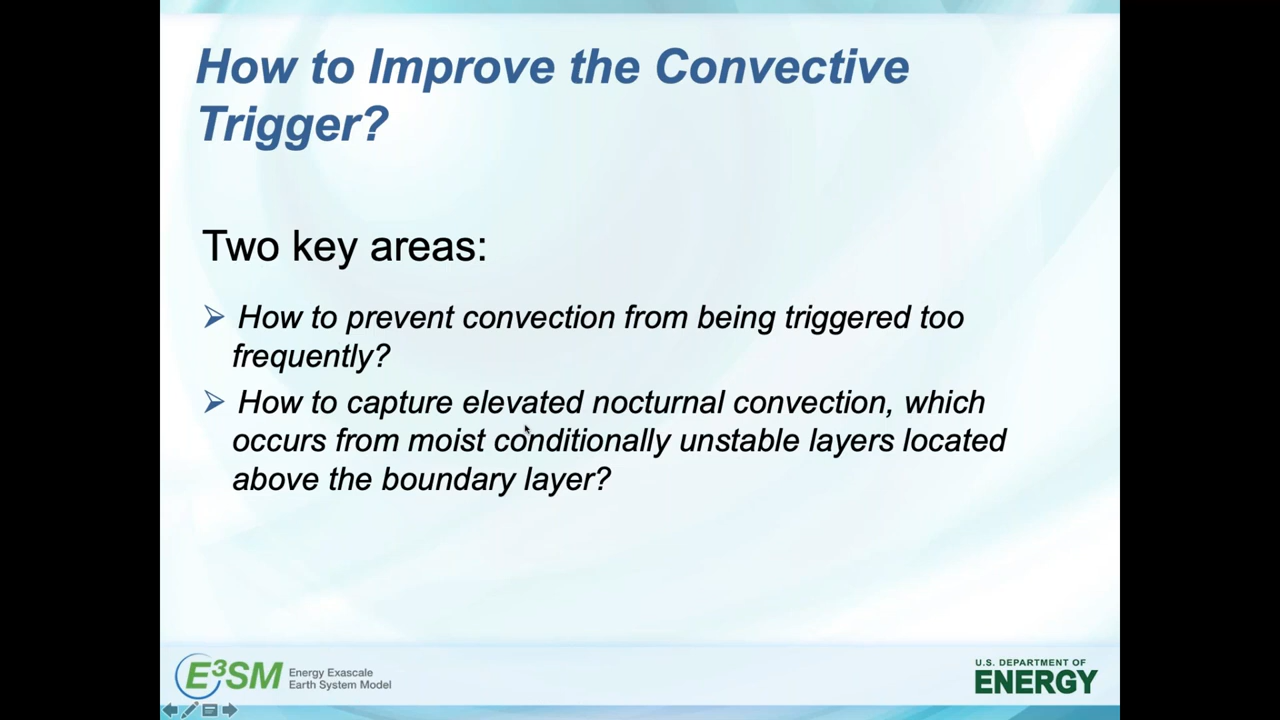 How to Improve the Convective
Trigger?
Two key areas:
➢ How to prevent convection from being triggered too
frequently?
➢ How to capture elevated nocturnal convection, which
occurs from moist conditionally unstable layers located
above the boundary layer?
E³SM
Energy Exascale
Earth System Model
U.S. DEPARTMENT OF
ENERGY